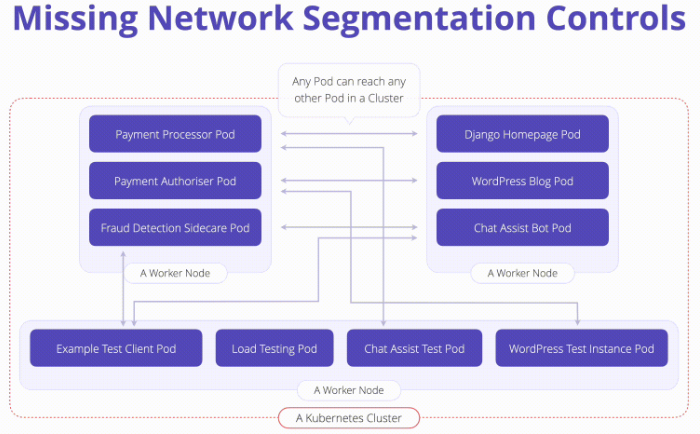 Missing Network Segmentation Controls
Any Pod can reach any
other Pod in a Cluster
Payment Processor Pod
Payment Authoriser Pod
Fraud Detection Sidecare Pod
A Worker Node
Django Homepage Pod
WordPress Blog Pod
Chat Assist Bot Pod
A Worker Node
Example Test Client Pod
Load Testing Pod
Chat Assist Test Pod
WordPress Test Instance Pod
A Worker Node
A Kubernetes Cluster